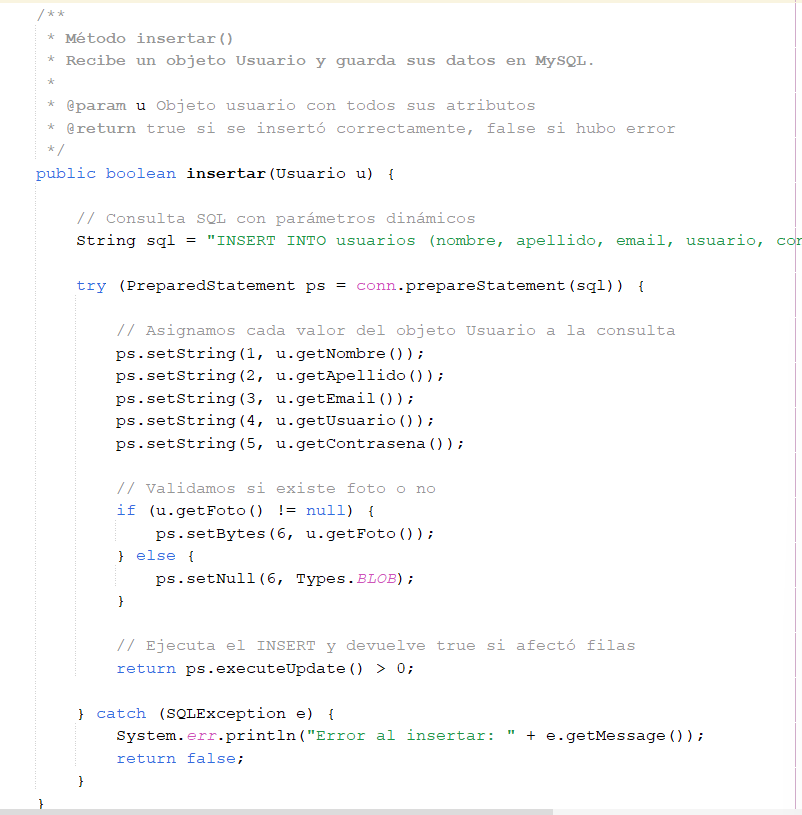 /**
 * Método insertar()
 * Recibe un objeto Usuario y guarda sus datos en MySQL.
 *
 * @param u Objeto usuario con todos sus atributos
 * @return true si se insertó correctamente, false si hubo error
 */
public boolean insertar(Usuario u) {
// Consulta SQL con parámetros dinámicos
String sql = "INSERT INTO usuarios (nombre, apellido, email, usuario,
try (PreparedStatement ps = conn.prepareStatement(sql)) {
// Asignamos cada valor del objeto Usuario a la consulta
ps.setString(1, u.getNombre());
ps.setString(2, u.getApellido());
ps.setString(3, u.getEmail());
ps.setString(4, u.getUsuario());
ps.setString(5, u.getContrasena());
// Validamos si existe foto o no
if (u.getFoto() != null) {
ps.setBytes(6, u.getFoto());
} else {
ps.setNull(6, Types.BLOB);
}
// Ejecuta el INSERT y devuelve true si afectó filas
return ps.executeUpdate() > 0;
} catch (SQLException e) {
System.err.println("Error al insertar: " + e.getMessage());
return false;
}
}